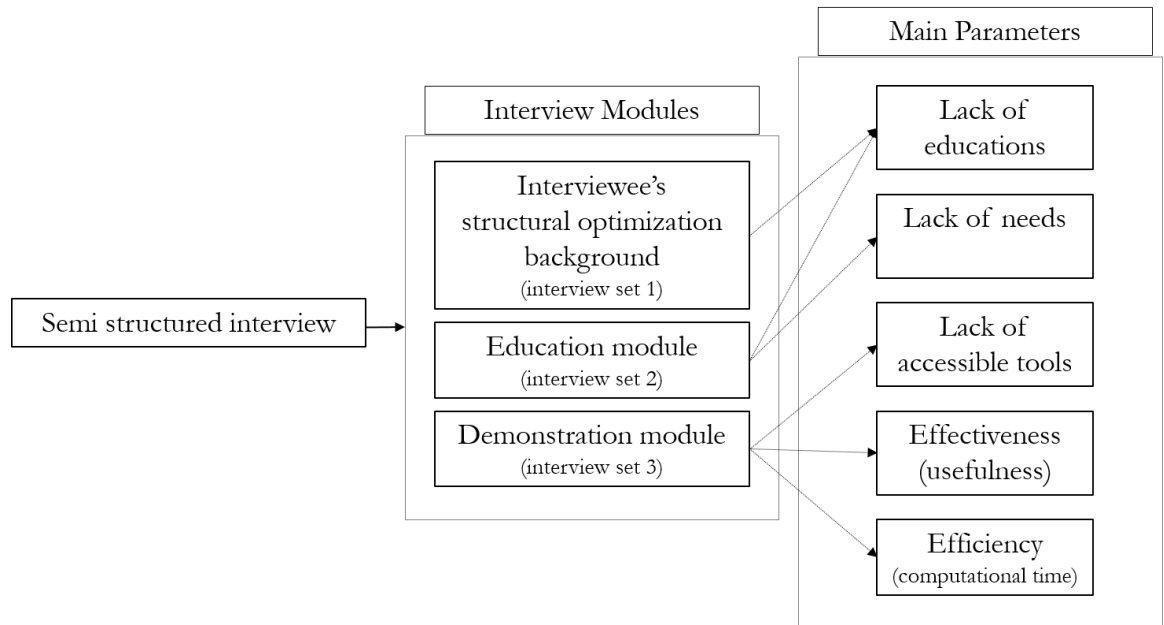 Semi structured interview
Interview Modules
Interviewee's
structural optimization
background
(interview set 1)
Education module
(interview set 2)
Demonstration module
(interview set 3)
Main Parameters
Lack of
educations
Lack of needs
Lack of
accessible tools
Effectiveness
(usefulness)
Efficiency
(computational time)